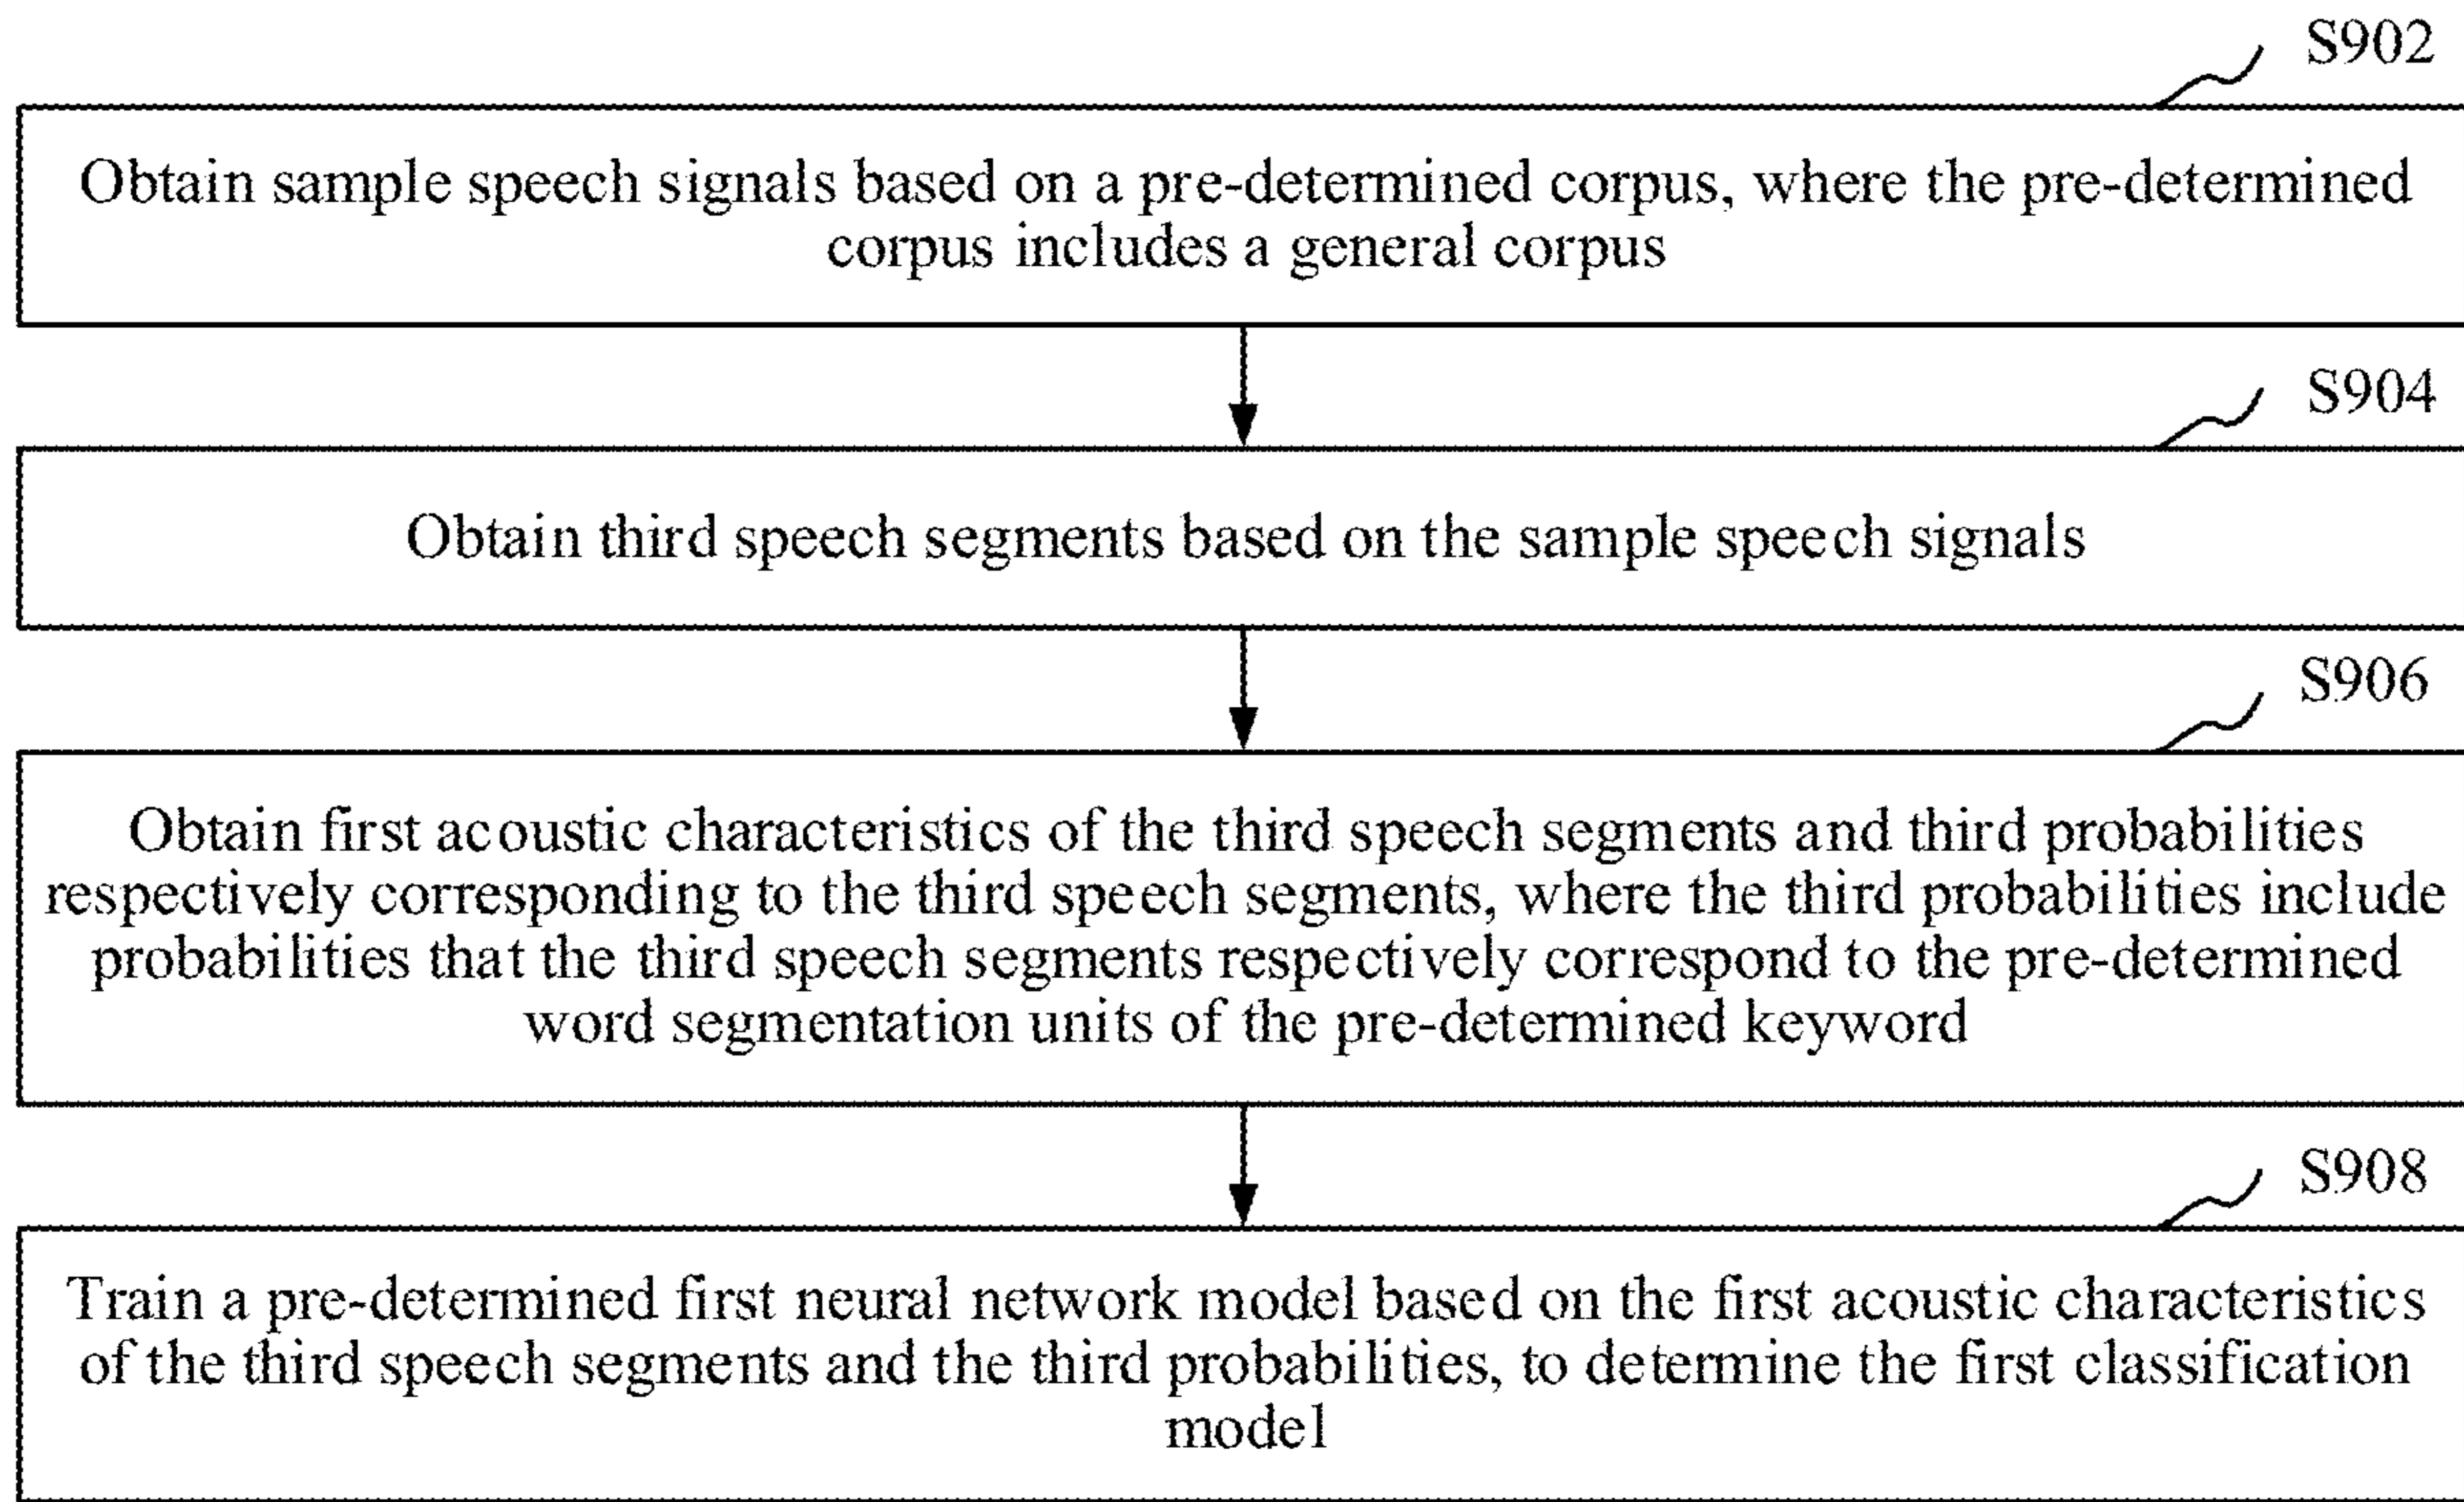 S902
Obtain sample speech signals based on a pre-determined corpus, where the pre-determined
corpus includes a general corpus
S904
Obtain third speech segments based on the sample speech signals
S906
Obtain first acoustic characteristics of the third speech segments and third probabilities
respectively corresponding to the third speech segments, where the third probabilities include
probabilities that the third speech segments respectively correspond to the pre-determined
word segmentation units of the pre-determined keyword
S908
Train a pre-determined first neural network model based on the first acoustic characteristics
of the third speech segments and the third probabilities, to determine the first classification
model